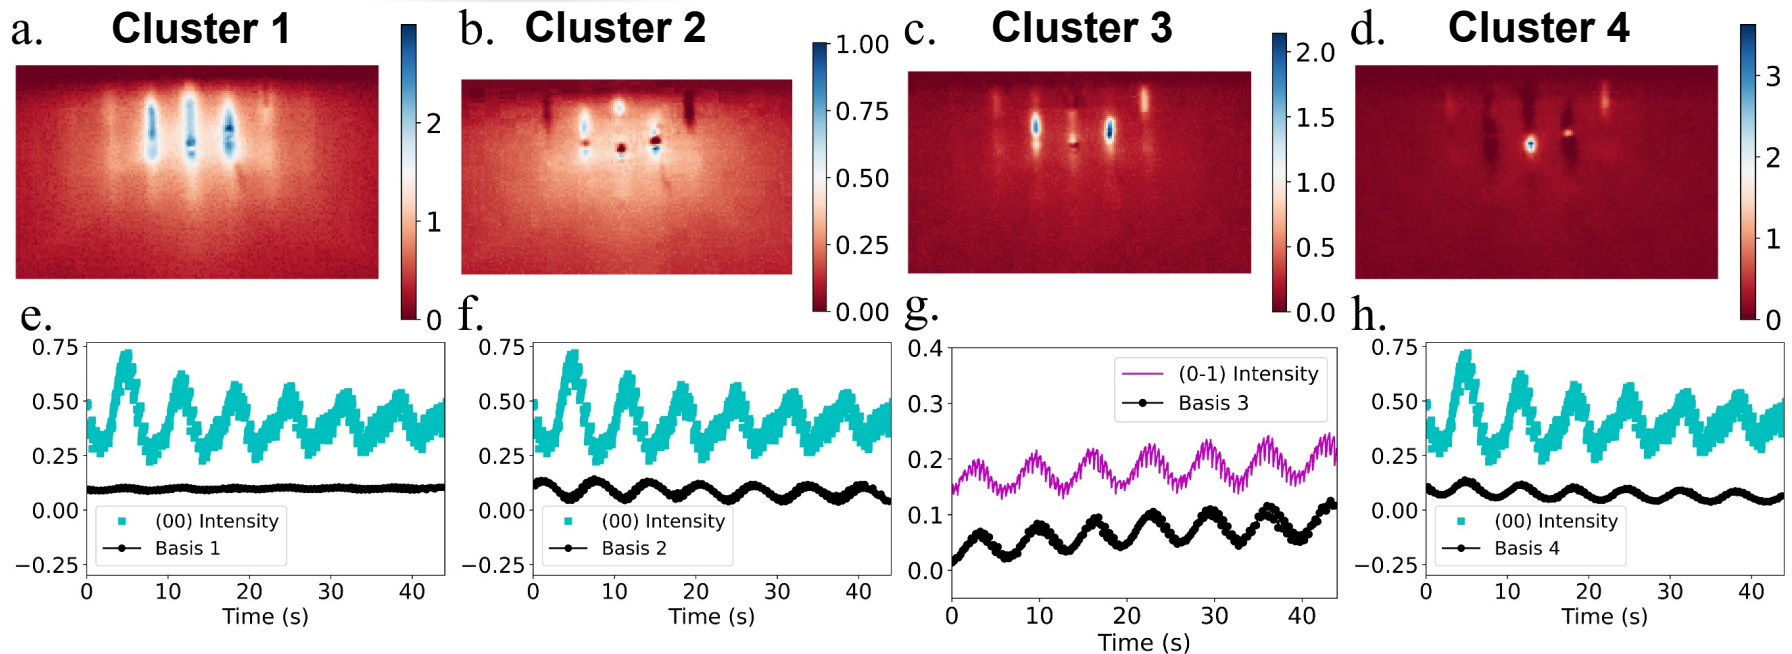 a. Cluster 1
b. Cluster 2
c. Cluster 3
d. Cluster 4
2
1
0
1.00
0.75
0.50
0.25
0.00
2.0
1.5
1.0
0.5
0.0
3
2
1
0
e.
0.75
0.50
0.25
0.00
−0.25
(00) Intensity
Basis 1
0 10 20 30 40
Time (s)
f.
0.75
0.50
0.25
0.00
−0.25
(00) Intensity
Basis 2
0 10 20 30 40
Time (s)
g.
0.4
0.3
0.2
0.1
0.0
(0-1) Intensity
Basis 3
0 10 20 30 40
Time (s)
h.
0.75
0.50
0.25
0.00
−0.25
(00) Intensity
Basis 4
0 10 20 30 40
Time (s)